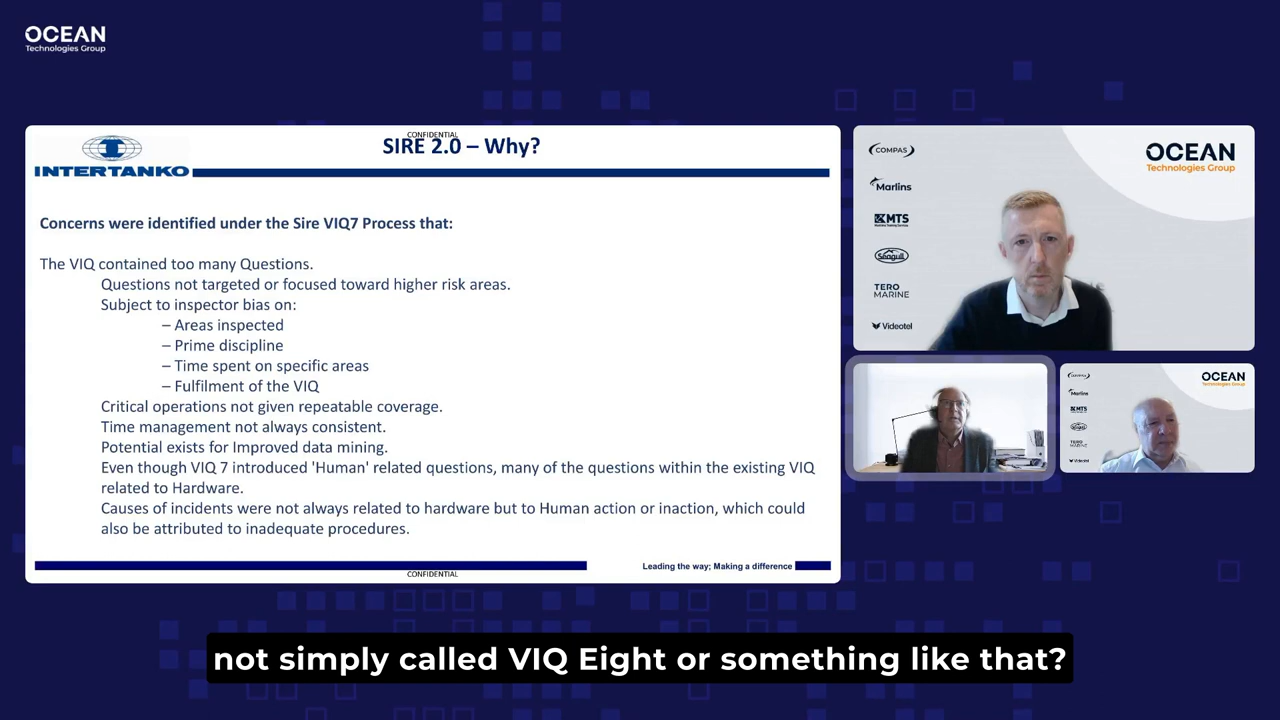 OCEAN
Technologies Group
CONFIDENTIAL
SIRE 2.0 – Why?
INTERTANKO
Concerns were identified under the Sire VIQ7 Process that:
The VIQ contained too many Questions.
Questions not targeted or focused toward higher risk areas.
Subject to inspector bias on:
– Areas inspected
– Prime discipline
– Time spent on specific areas
– Fulfilment of the VIQ
Critical operations not given repeatable coverage.
Time management not always consistent.
Potential exists for Improved data mining.
Even though VIQ 7 introduced 'Human' related questions, many of the questions within the existing VIQ
related to Hardware.
Causes of incidents were not always related to hardware but to Human action or inaction, which could
also be attributed to inadequate procedures.
Leading the way; Making a difference
CONFIDENTIAL
COMPAS
Marlins
MTS
Seagull
TERO
MARINE
Videotel
OCEAN
Technologies Group
COMPAS
Marlins
MTS
Seagull
TERO
MARINE
Videotel
OCEAN
Technologies Group
not simply called VIQ Eight or something like that?